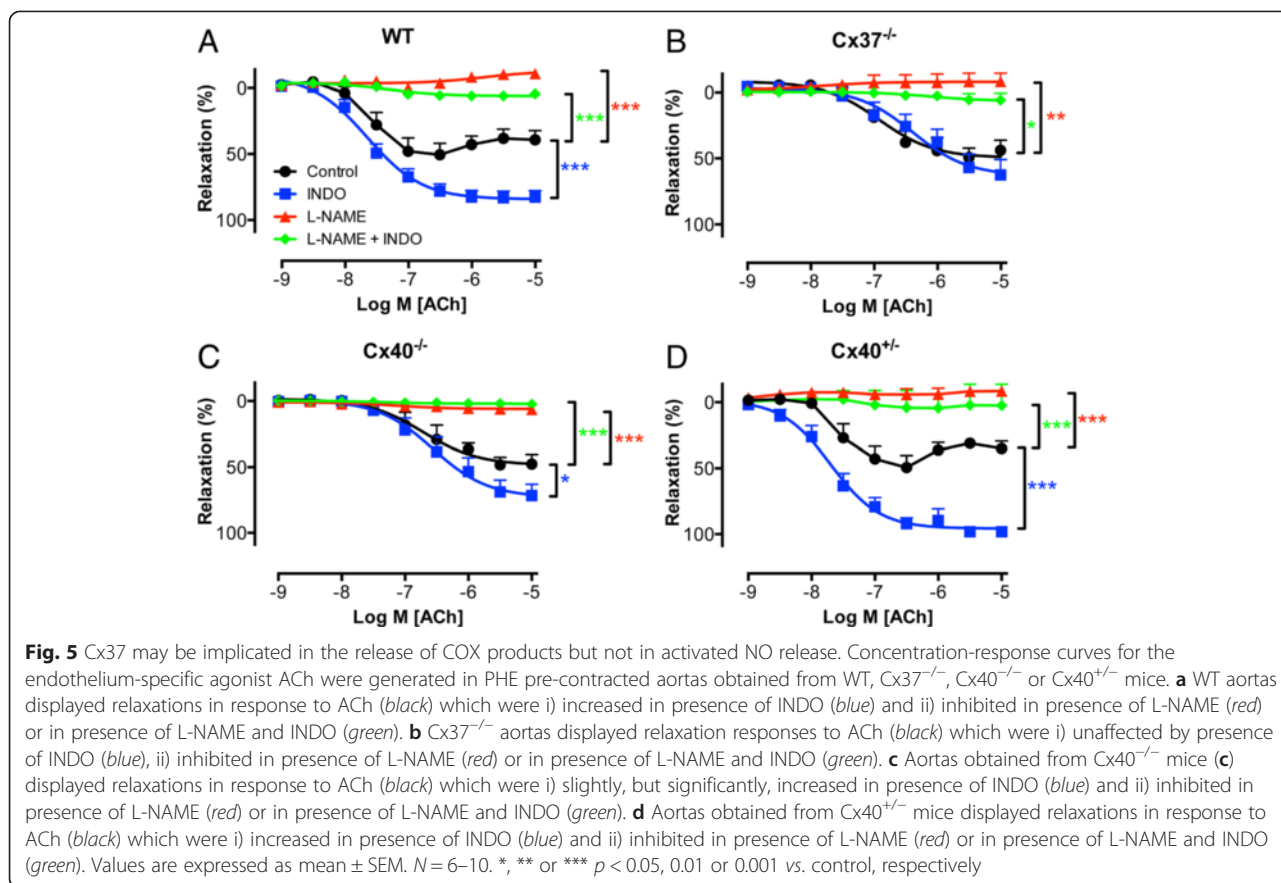 A
WT
0
50
100
Relaxation (%)
Control
INDO
L-NAME
L-NAME + INDO
***
***
***
-9 -8 -7 -6 -5
Log M [ACh]
B
Cx37-/-
0
50
100
Relaxation (%)
*
**
-9 -8 -7 -6 -5
Log M [ACh]
C
Cx40-/-
0
50
100
Relaxation (%)
***
***
*
-9 -8 -7 -6 -5
Log M [ACh]
D
Cx40+/-
0
50
100
Relaxation (%)
***
***
***
-9 -8 -7 -6 -5
Log M [ACh]
Fig. 5 Cx37 may be implicated in the release of COX products but not in activated NO release. Concentration-response curves for the
endothelium-specific agonist ACh were generated in PHE pre-contracted aortas obtained from WT, Cx37−/−, Cx40−/− or Cx40+/− mice. a WT aortas
displayed relaxations in response to ACh (black) which were i) increased in presence of INDO (blue) and ii) inhibited in presence of L-NAME (red)
or in presence of L-NAME and INDO (green). b Cx37−/− aortas displayed relaxation responses to ACh (black) which were i) unaffected by presence
of INDO (blue), ii) inhibited in presence of L-NAME (red) or in presence of L-NAME and INDO (green). c Aortas obtained from Cx40−/− mice (c)
displayed relaxations in response to ACh (black) which were i) slightly, but significantly, increased in presence of INDO (blue) and ii) inhibited in
presence of L-NAME (red) or in presence of L-NAME and INDO (green). d Aortas obtained from Cx40+/− mice displayed relaxations in response to
ACh (black) which were i) increased in presence of INDO (blue) and ii) inhibited in presence of L-NAME (red) or in presence of L-NAME and INDO
(green). Values are expressed as mean ± SEM. N = 6–10. *, ** or *** p < 0.05, 0.01 or 0.001 vs. control, respectively